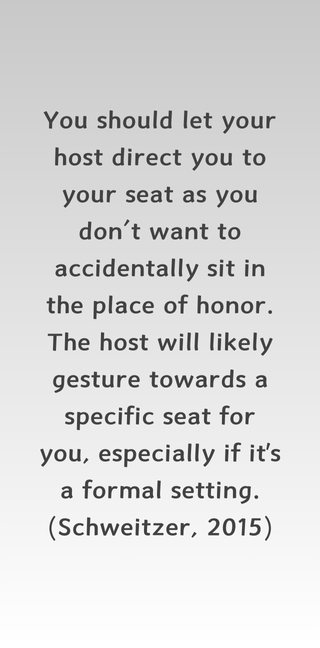 You should let your
host direct you to
your seat as you
don´t want to
accidentally sit in
the place of honor.
The host will likely
gesture towards a
specific seat for
you, especially if it's
a formal setting.
(Schweitzer, 2015)